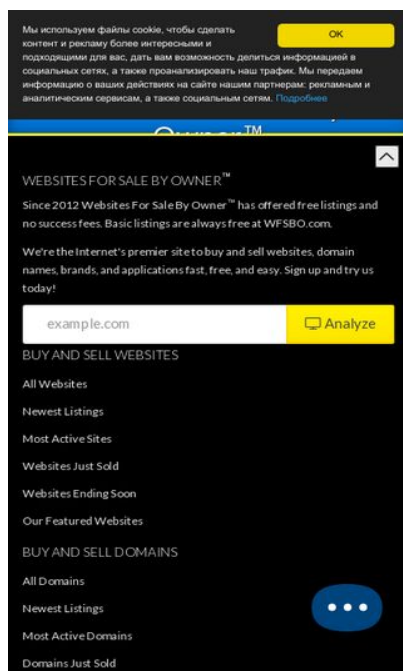 Мы используем файлы cookie, чтобы сделать
контент и рекламу более интересными и
подходящими для вас, дать вам возможность делиться информацией в
социальных сетях, а также проанализировать наш трафик. Мы передаем
информацию о ваших действиях на сайте нашим партнерам: рекламным и
аналитическим сервисам, а также социальным сетям. Подробнее
OK
WEBSITES FOR SALE BY OWNER™
Since 2012 Websites For Sale By Owner™ has offered free listings and
no success fees. Basic listings are always free at WFSBO.com.
We're the Internet's premier site to buy and sell websites, domain
names, brands, and applications fast, free, and easy. Sign up and try us
today!
example.com
Analyze
BUY AND SELL WEBSITES
All Websites
Newest Listings
Most Active Sites
Websites Just Sold
Websites Ending Soon
Our Featured Websites
BUY AND SELL DOMAINS
All Domains
Newest Listings
Most Active Domains
Domains Just Sold